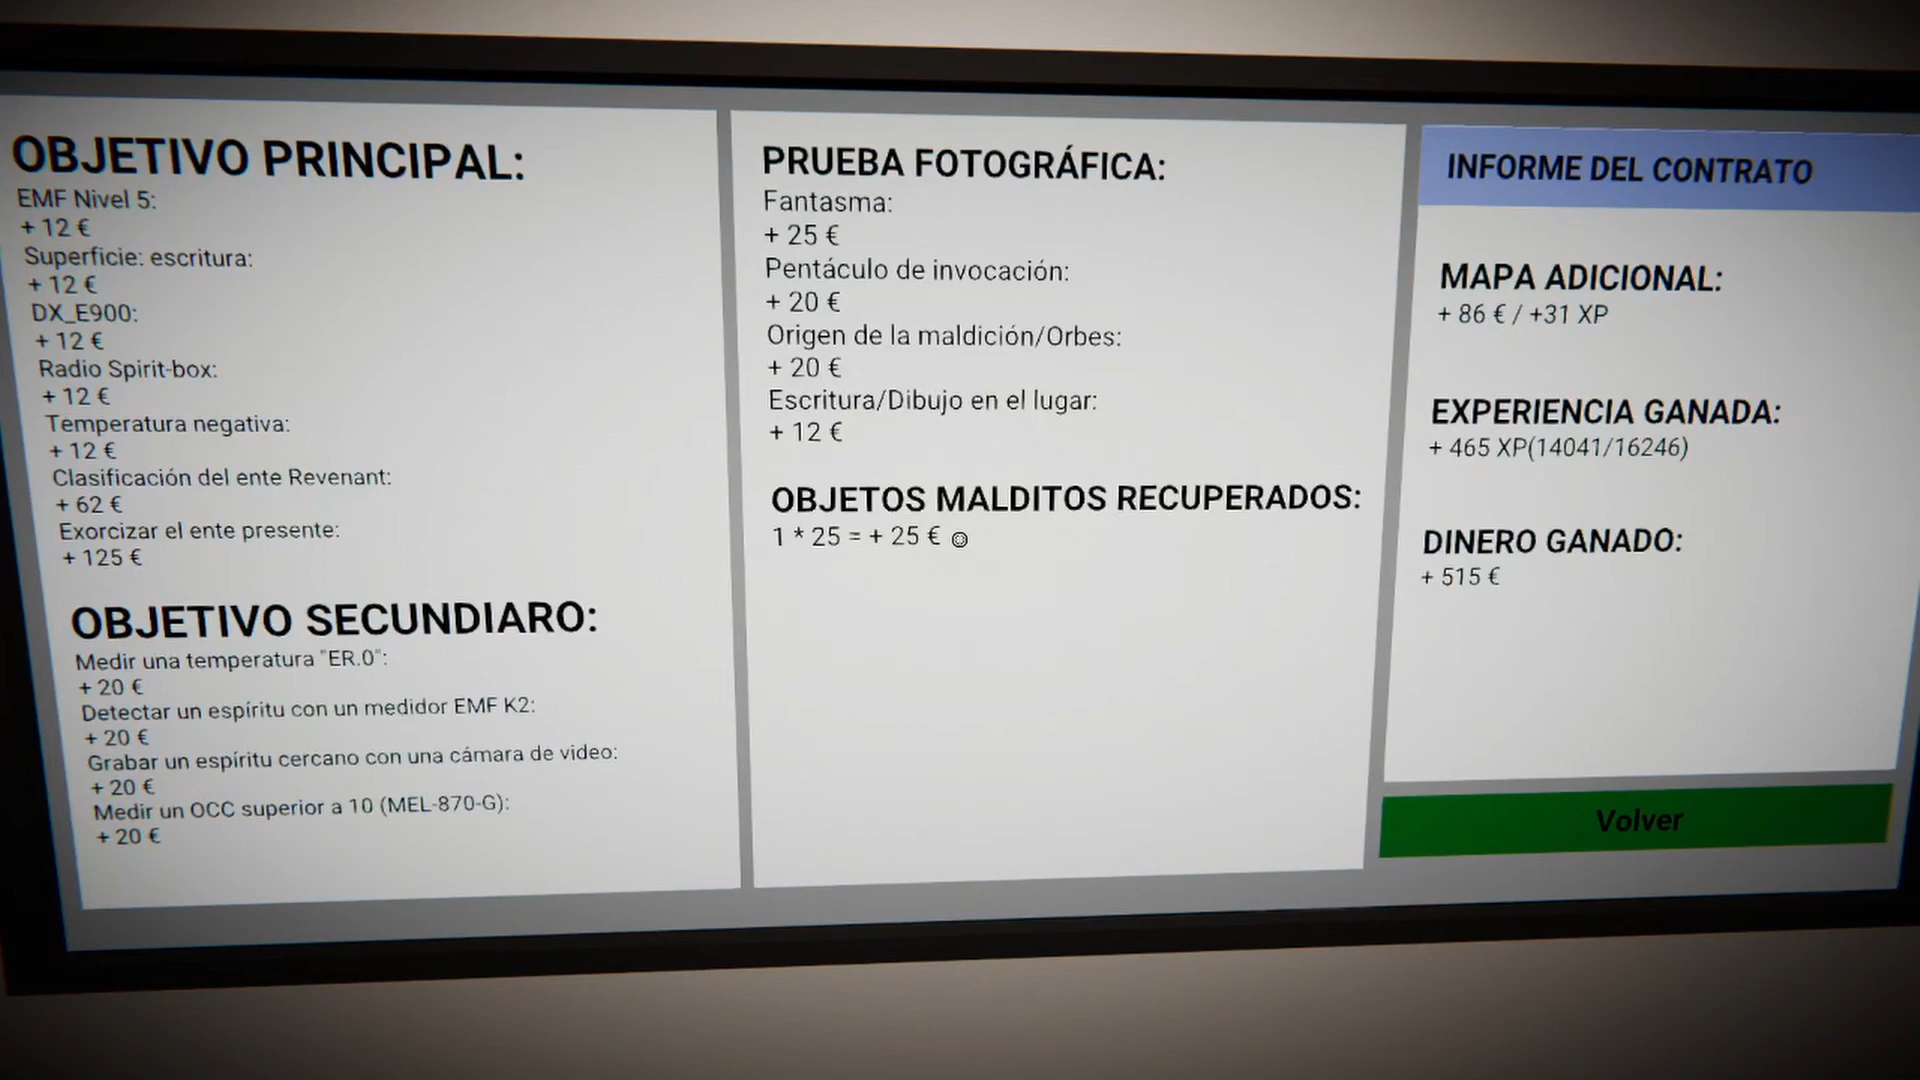 OBJETIVO PRINCIPAL:
EMF Nivel 5:
+ 12 €
Superficie: escritura:
+ 12 €
DX_E900:
+ 12 €
Radio Spirit-box:
+ 12 €
Temperatura negativa:
+ 12 €
Clasificación del ente Revenant:
+ 62 €
Exorcizar el ente presente:
+ 125 €
OBJETIVO SECUNDIARO:
Medir una temperatura "ER.0":
+ 20 €
Detectar un espíritu con un medidor EMF K2:
+ 20 €
Grabar un espíritu cercano con una cámara de video:
+ 20 €
Medir un OCC superior a 10 (MEL-870-G):
+ 20 €
PRUEBA FOTOGRÁFICA:
Fantasma:
+ 25 €
Pentáculo de invocación:
+ 20 €
Origen de la maldición/Orbes:
+ 20 €
Escritura/Dibujo en el lugar:
+ 12 €
OBJETOS MALDITOS RECUPERADOS:
1 * 25 = + 25 €
INFORME DEL CONTRATO
MAPA ADICIONAL:
+ 86 € / +31 XP
EXPERIENCIA GANADA:
+ 465 XP(14041/16246)
DINERO GANADO:
+ 515 €
Volver